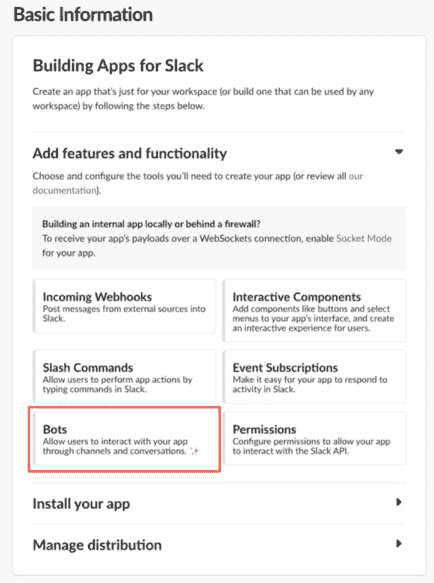 Basic Information
Building Apps for Slack
Create an app that's just for your workspace (or build one that can be used by any
workspace) by following the steps below.
Add features and functionality
Choose and configure the tools you'll need to create your app (or review all our
documentation).
Building an internal app locally or behind a firewall?
To receive your app's payloads over a WebSockets connection, enable Socket Mode
for your app.
Incoming Webhooks
Post messages from external sources into
Slack.
Interactive Components
Add components like buttons and select
menus to your app's interface, and create
an interactive experience for users.
Slash Commands
Allow users to perform app actions by
typing commands in Slack.
Event Subscriptions
Make it easy for your app to respond to
activity in Slack.
Bots
Allow users to interact with your app
through channels and conversations.
Permissions
Configure permissions to allow your app
to interact with the Slack API.
Install your app
Manage distribution